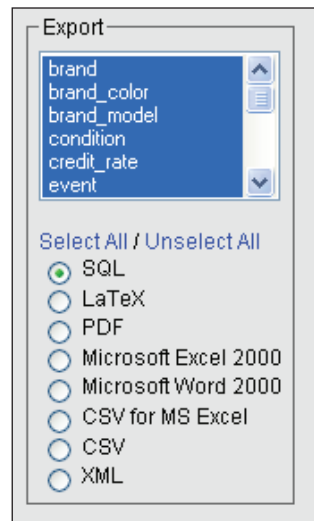 Export
brand
brand_color
brand_model
condition
credit_rate
event
Select All / Unselect All
SQL
LaTeX
PDF
Microsoft Excel 2000
Microsoft Word 2000
CSV for MS Excel
CSV
XML